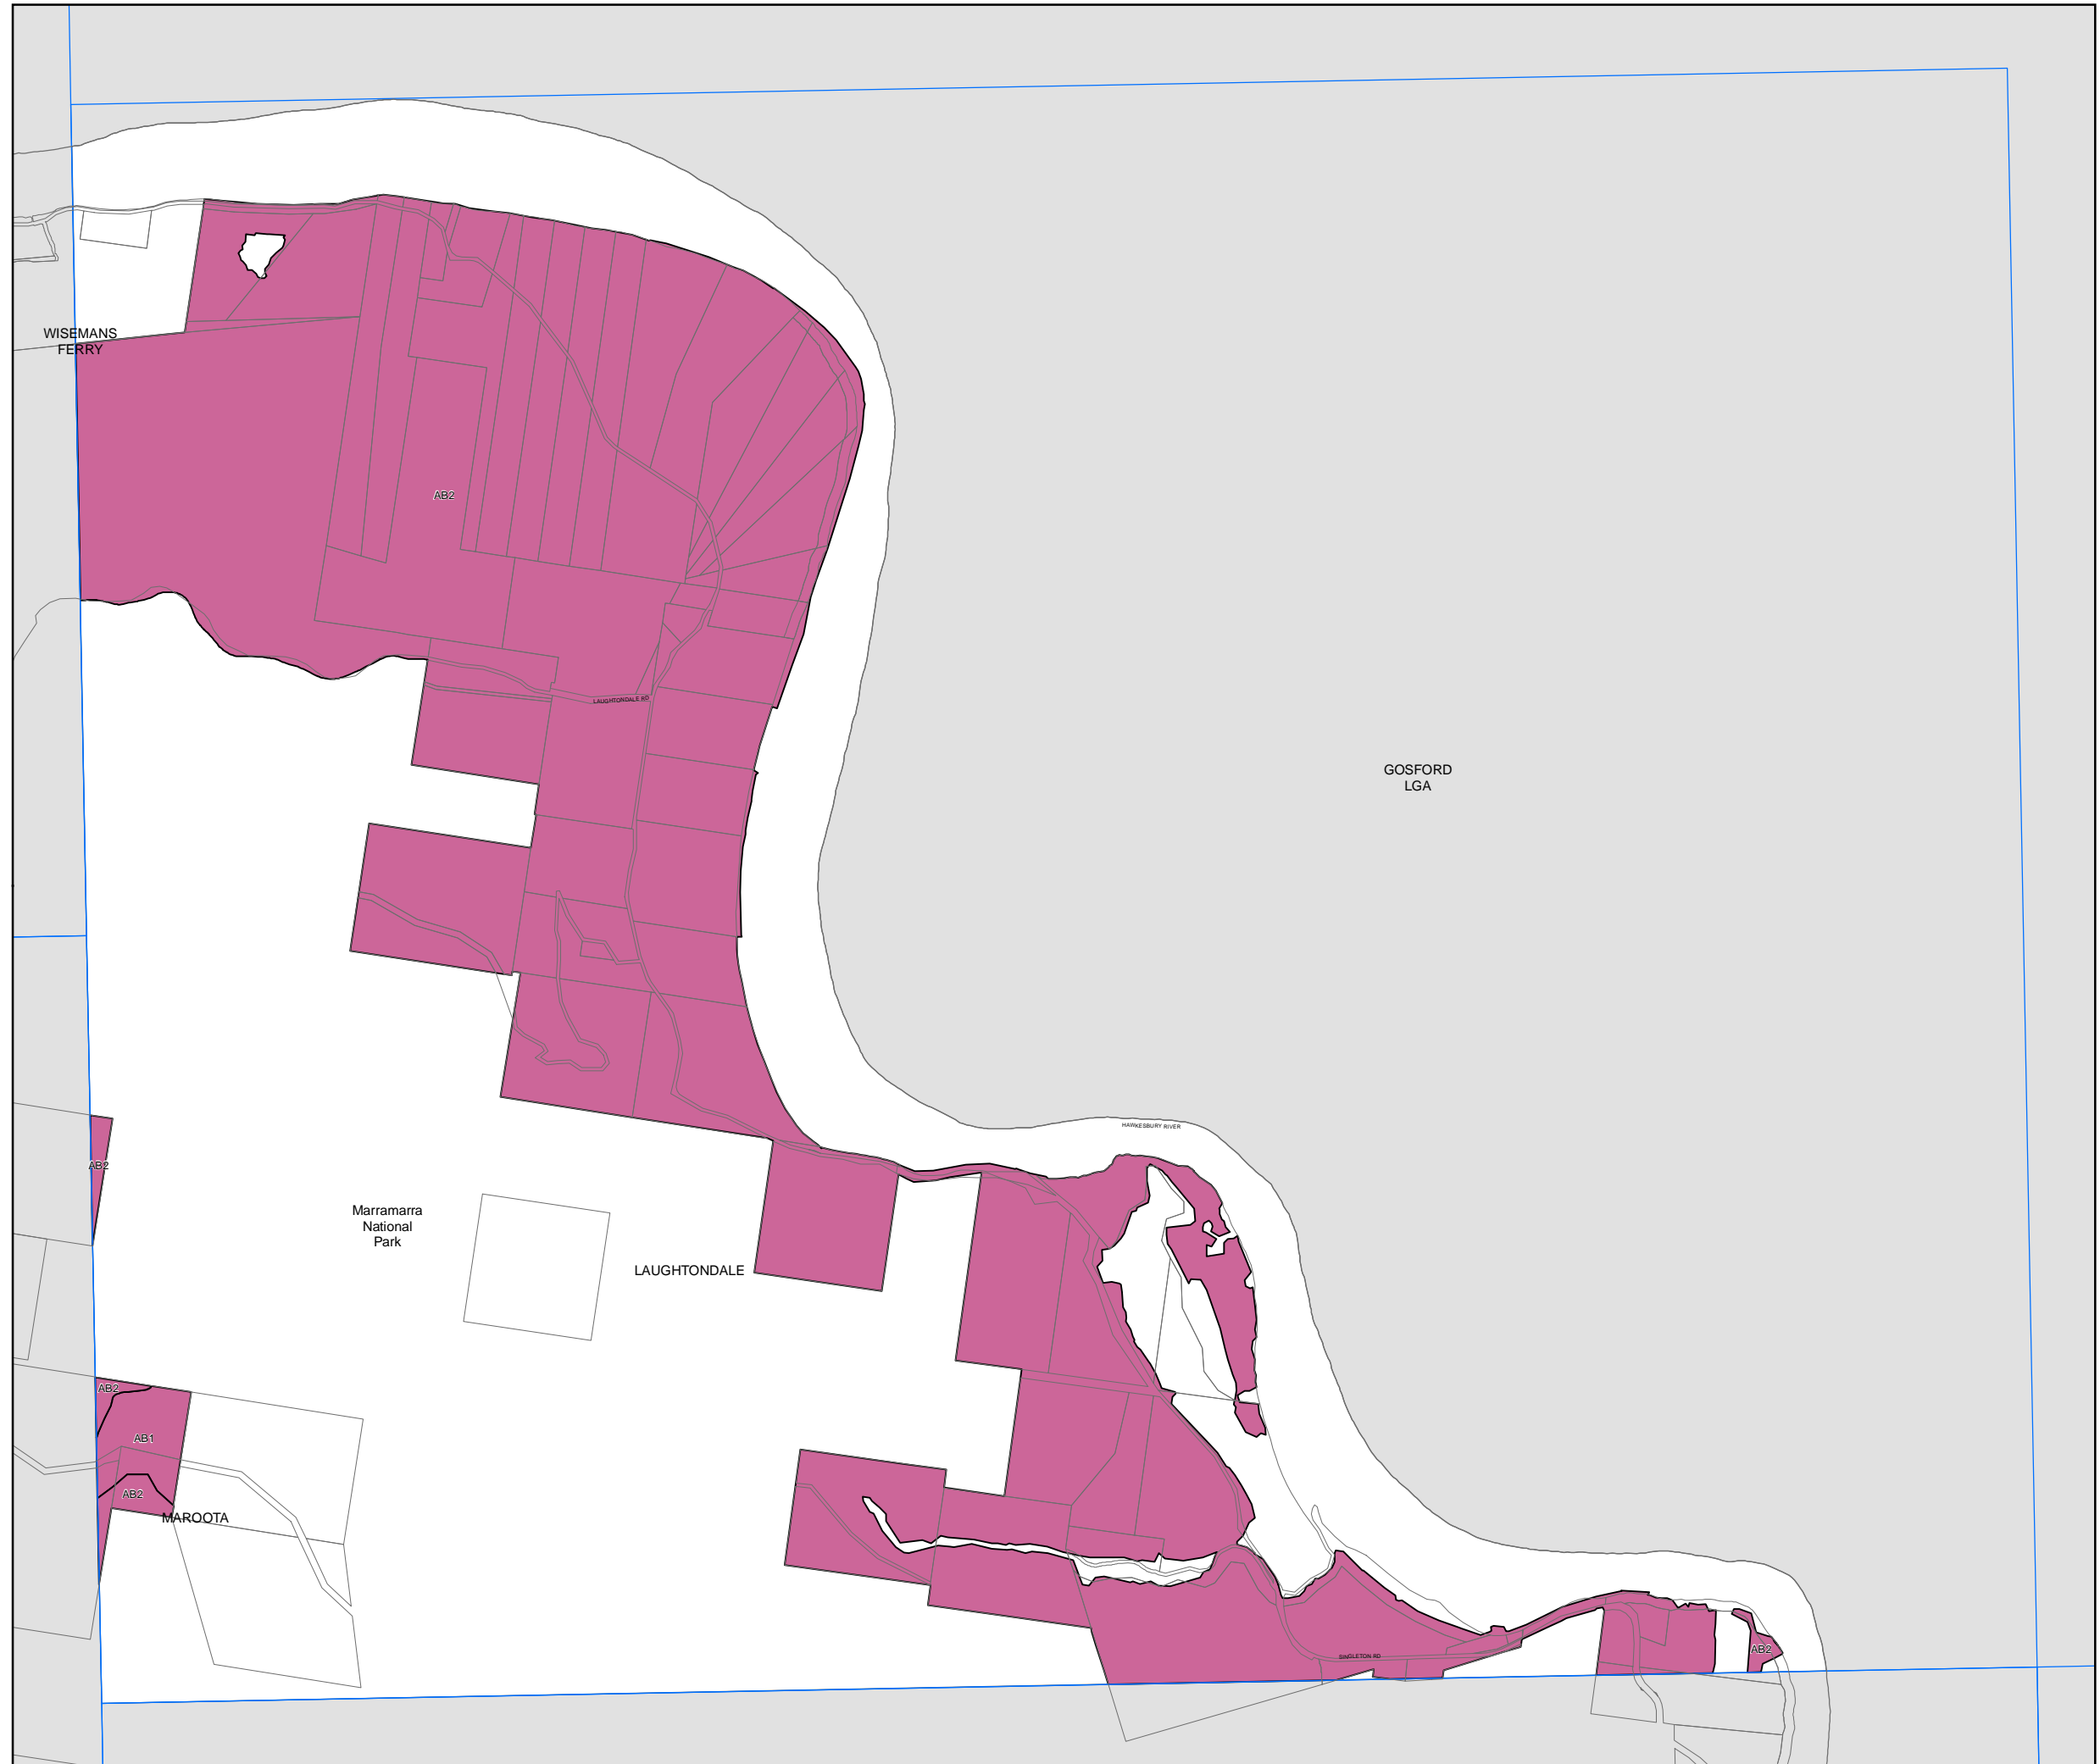 WISEMANS
FERRY
AB2
LAUGHTONDALE RD
GOSFORD
LGA
HAWKESBURY RIVER
AB2
Marramarra
National
Park
LAUGHTONDALE
AB2
AB1
AB2
MAROOTA
SINGLETON RD
AB2